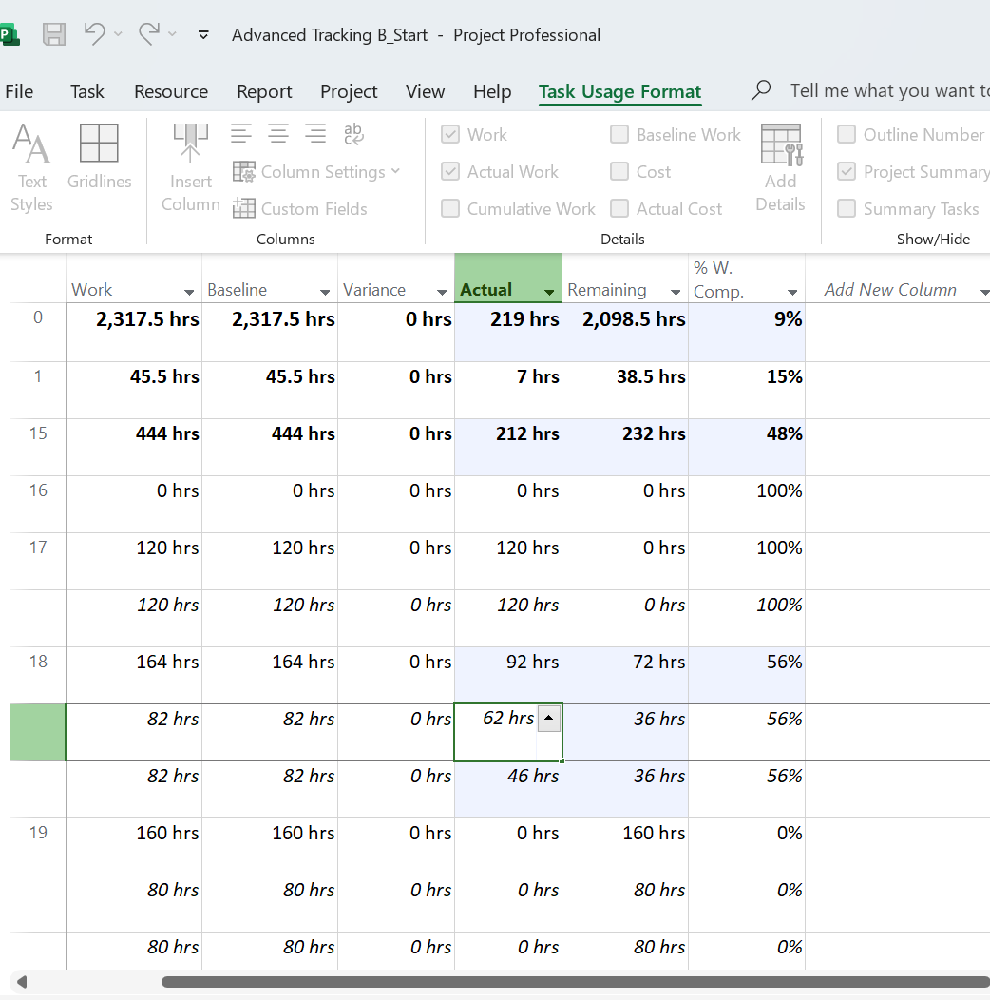 P
Advanced Tracking B_Start - Project Professional
File Task Resource Report Project View Help Task Usage Format Tell me what you want to
AA ab c
Text Styles Gridlines Insert Column Column Settings Custom Fields
Work Actual Work Cumulative Work Baseline Work Cost Actual Cost
Add Details
Outline Number Project Summary Summary Tasks
Format Columns Details Show/Hide
Work Baseline Variance Actual Remaining % W. Comp. Add New Column
0 2,317.5 hrs 2,317.5 hrs 0 hrs 219 hrs 2,098.5 hrs 9%
1 45.5 hrs 45.5 hrs 0 hrs 7 hrs 38.5 hrs 15%
15 444 hrs 444 hrs 0 hrs 212 hrs 232 hrs 48%
16 0 hrs 0 hrs 0 hrs 0 hrs 0 hrs 100%
17 120 hrs 120 hrs 0 hrs 120 hrs 0 hrs 100%
120 hrs 120 hrs 0 hrs 120 hrs 0 hrs 100%
18 164 hrs 164 hrs 0 hrs 92 hrs 72 hrs 56%
82 hrs 82 hrs 0 hrs 62 hrs 36 hrs 56%
82 hrs 82 hrs 0 hrs 46 hrs 36 hrs 56%
19 160 hrs 160 hrs 0 hrs 0 hrs 160 hrs 0%
80 hrs 80 hrs 0 hrs 0 hrs 80 hrs 0%
80 hrs 80 hrs 0 hrs 0 hrs 80 hrs 0%